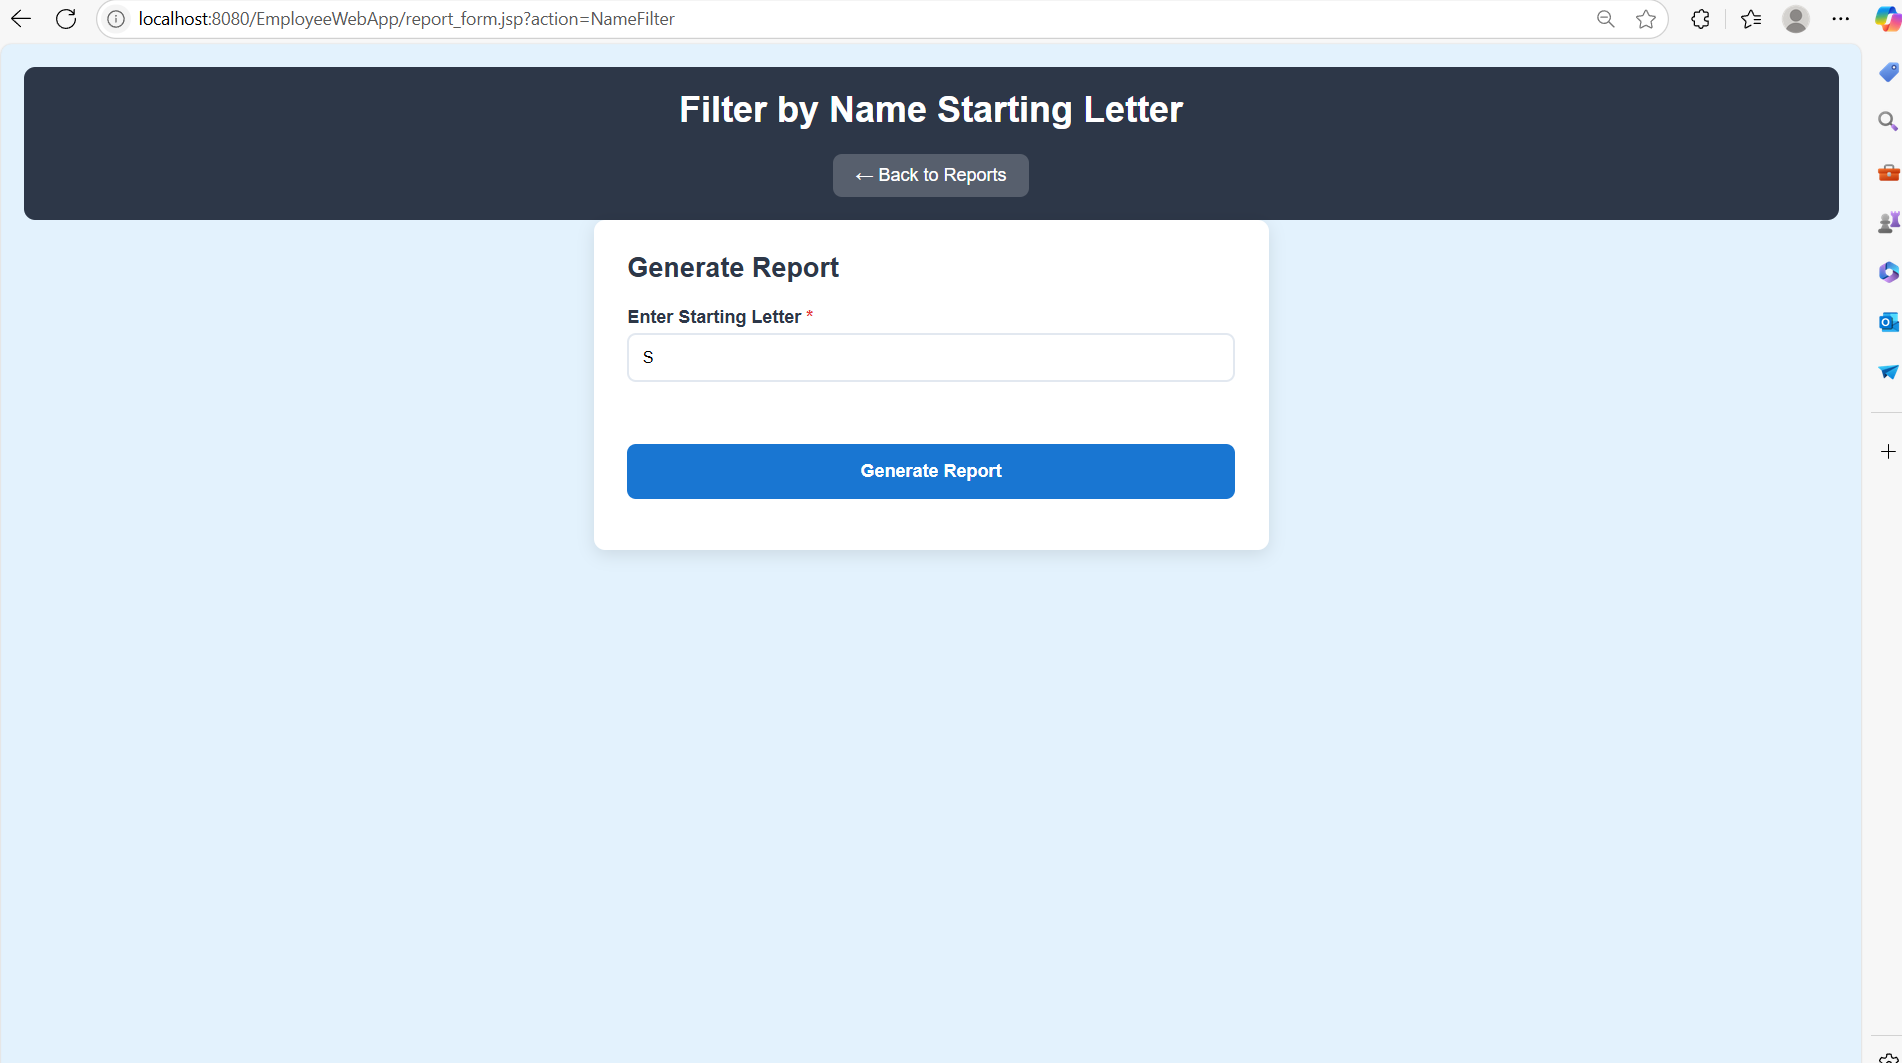 localhost:8080/EmployeeWebApp/report_form.jsp?action=NameFilter
Filter by Name Starting Letter
← Back to Reports
Generate Report
Enter Starting Letter *
S
Generate Report